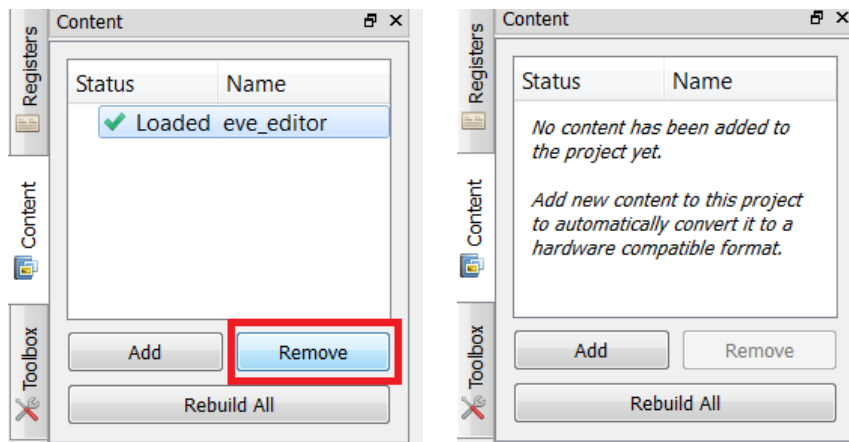 Content
Registers
Content
Toolbox
Status Name
Loaded eve_editor
Add Remove
Rebuild All
Content
Registers
Content
Toolbox
Status Name
No content has been added to
the project yet.
Add new content to this project
to automatically convert it to a
hardware compatible format.
Add Remove
Rebuild All